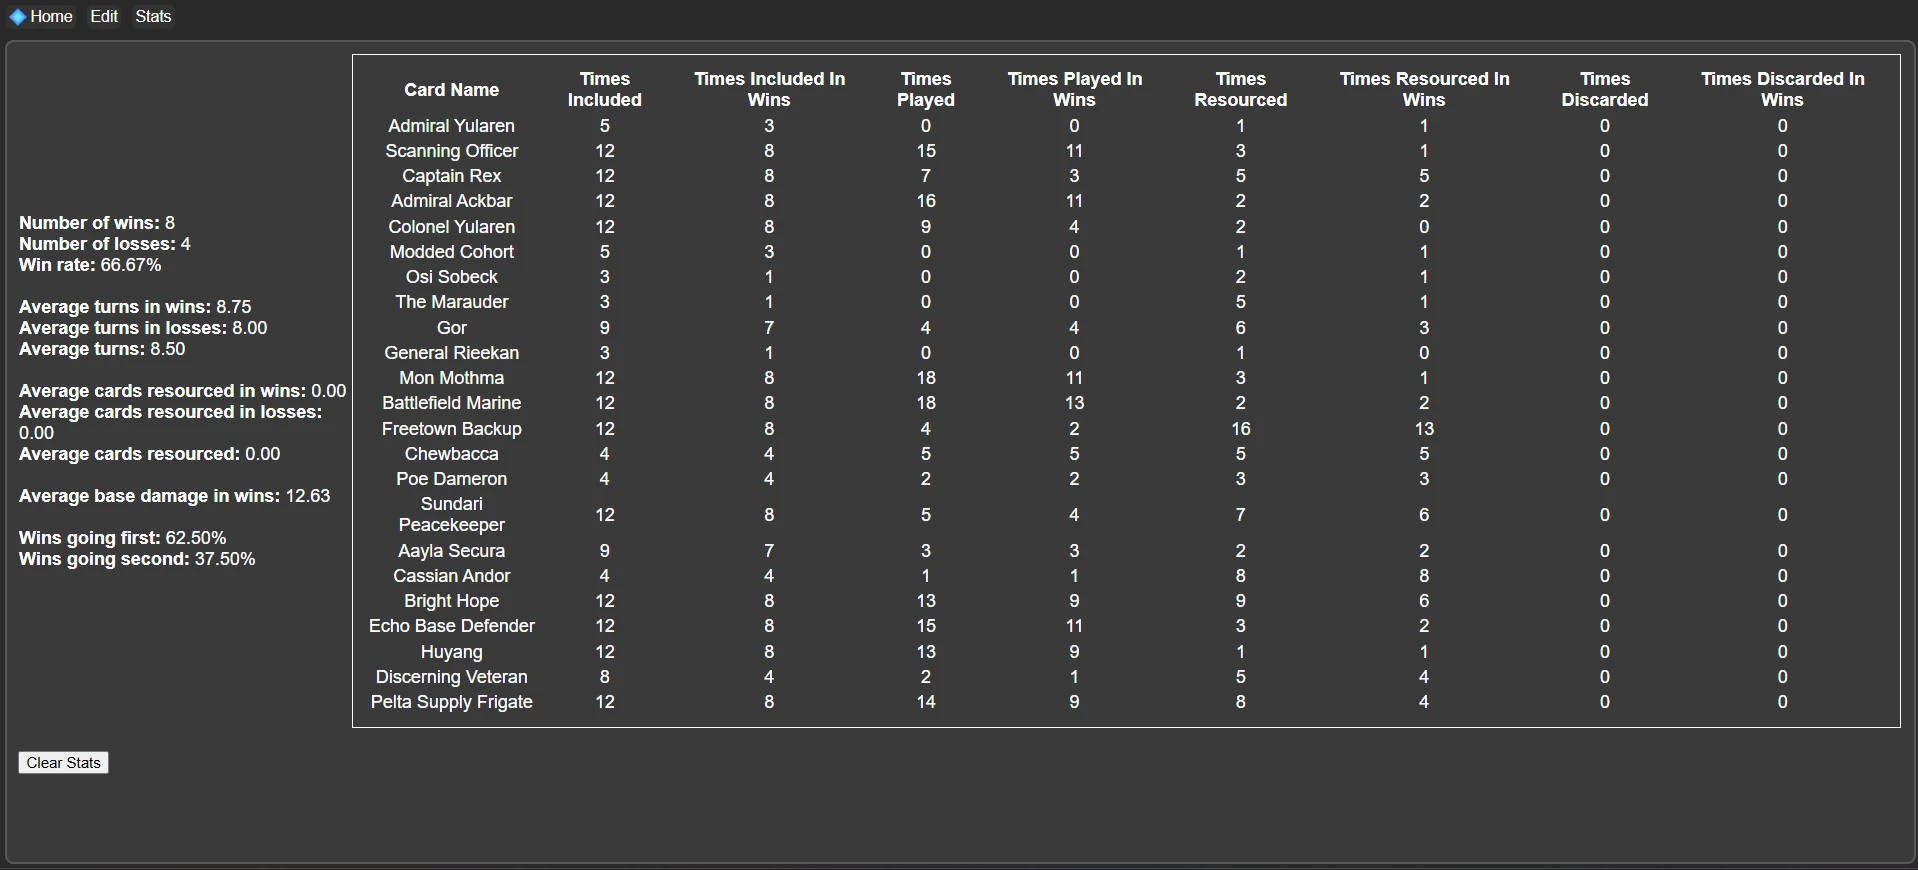 Home Edit Stats
Number of wins: 8
Number of losses: 4
Win rate: 66.67%
Average turns in wins: 8.75
Average turns in losses: 8.00
Average turns: 8.50
Average cards resourced in wins: 0.00
Average cards resourced in losses:
0.00
Average cards resourced: 0.00
Average base damage in wins: 12.63
Wins going first: 62.50%
Wins going second: 37.50%
Card Name Times Included Times Included In Wins Times Played Times Played In Wins Times Resourced Times Resourced In Wins Times Discarded Times Discarded In Wins
Admiral Yularen 5 3 0 0 1 1 0 0
Scanning Officer 12 8 15 11 3 1 0 0
Captain Rex 12 8 7 3 5 5 0 0
Admiral Ackbar 12 8 16 11 2 2 0 0
Colonel Yularen 12 8 9 4 2 0 0 0
Modded Cohort 5 3 0 0 1 1 0 0
Osi Sobeck 3 1 0 0 2 1 0 0
The Marauder 3 1 0 0 5 1 0 0
Gor 9 7 4 4 6 3 0 0
General Rieekan 3 1 0 0 1 0 0 0
Mon Mothma 12 8 18 11 3 1 0 0
Battlefield Marine 12 8 18 13 2 2 0 0
Freetown Backup 12 8 4 2 16 13 0 0
Chewbacca 4 4 5 5 5 5 0 0
Poe Dameron 4 4 2 2 3 3 0 0
Sundari Peacekeeper 12 8 5 4 7 6 0 0
Aayla Secura 9 7 3 3 2 2 0 0
Cassian Andor 4 4 1 1 8 8 0 0
Bright Hope 12 8 13 9 9 6 0 0
Echo Base Defender 12 8 15 11 3 2 0 0
Huyang 12 8 13 9 1 1 0 0
Discerning Veteran 8 4 2 1 5 4 0 0
Pelta Supply Frigate 12 8 14 9 8 4 0 0
Clear Stats